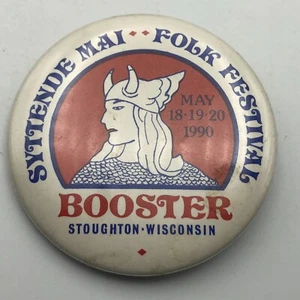 SYTTENDE MAI · · FOLK FESTIVAL
MAY
18·19·20
1990
BOOSTER
STOUGHTON·WISCONSIN